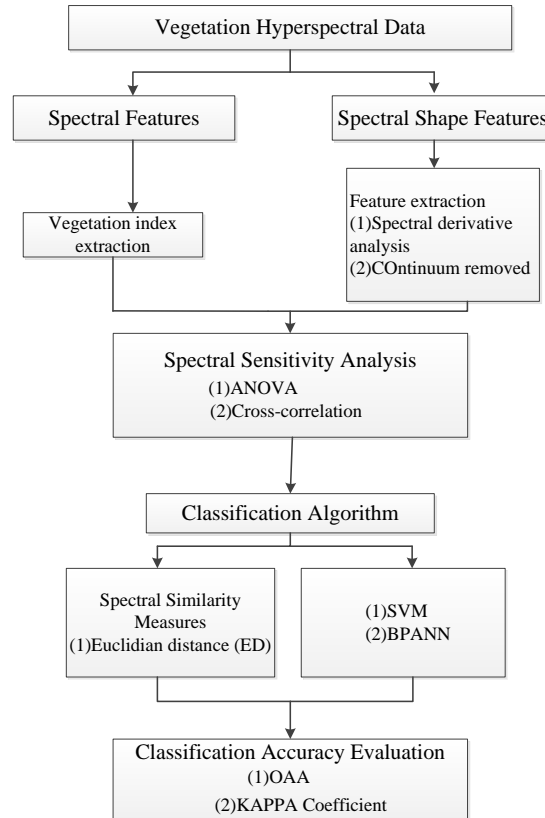 Vegetation Hyperspectral Data
Spectral Features
Spectral Shape Features
Vegetation index
extraction
Feature extraction
(1)Spectral derivative
analysis
(2)COntinuum removed
Spectral Sensitivity Analysis
(1)ANOVA
(2)Cross-correlation
Classification Algorithm
Spectral Similarity
Measures
(1)Euclidian distance (ED)
(1)SVM
(2)BPANN
Classification Accuracy Evaluation
(1)OAA
(2)KAPPA Coefficient